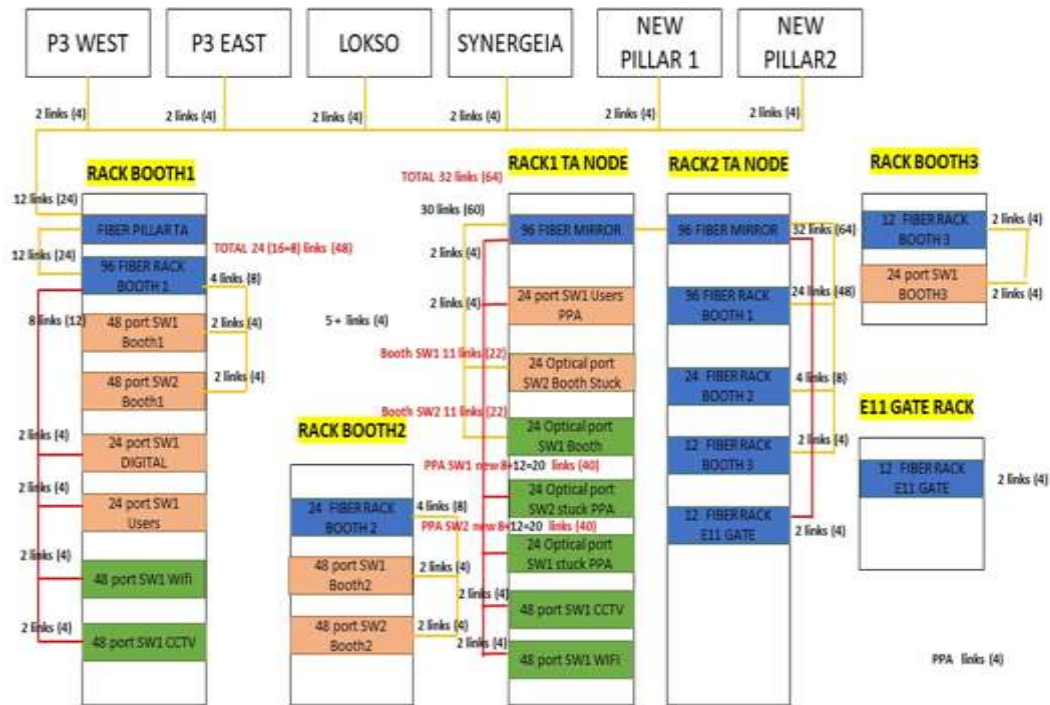 P3 WEST
P3 EAST
LOKSO
SYNERGEIA
NEW
PILLAR 1
NEW
PILLAR2
2 links (4)
2 links (4)
2 links (4)
2 links (4)
2 links (4)
2 links (4)
RACK BOOTH1
12 links (24)
FIBER PILLAR TA
12 links (24)
TOTAL 24 (16+8) links (48)
96 FIBER RACK
BOOTH 1
4 links (8)
8 links (12)
48 port SW1
Booth1
2 links (4)
48 port SW2
Booth1
2 links (4)
2 links (4)
24 port SW1
DIGITAL
2 links (4)
24 port SW1
Users
2 links (4)
48 port SW1 Wifi
2 links (4)
48 port SW1 CCTV
RACK BOOTH2
24 FIBER RACK
BOOTH 2
4 links (8)
48 port SW1
Booth2
2 links (4)
48 port SW2
Booth2
2 links (4)
RACK1 TA NODE
TOTAL 32 links (64)
30 links (60)
96 FIBER MIRROR
2 links (4)
2 links (4)
24 port SW1 Users
PPA
5 + links (4)
Booth SW1 11 links (22)
24 Optical port
SW2 Booth Stuck
Booth SW2 11 links (22)
24 Optical port
SW1 Booth
PPA SW1 new 8+12=20 links (40)
24 Optical port
SW2 stuck PPA
PPA SW2 new 8+12=20 links (40)
24 Optical port
SW1 stuck PPA
2 links (4)
48 port SW1 CCTV
2 links (4)
48 port SW1 WIFI
RACK2 TA NODE
96 FIBER MIRROR
32 links (64)
96 FIBER RACK
BOOTH 1
24 links (48)
24 FIBER RACK
BOOTH 2
4 links (8)
12 FIBER RACK
BOOTH 3
2 links (4)
12 FIBER RACK
E11 GATE
2 links (4)
RACK BOOTH3
12 FIBER RACK
BOOTH 3
2 links (4)
24 port SW1
BOOTH3
2 links (4)
E11 GATE RACK
12 FIBER RACK
E11 GATE
2 links (4)
PPA links (4)